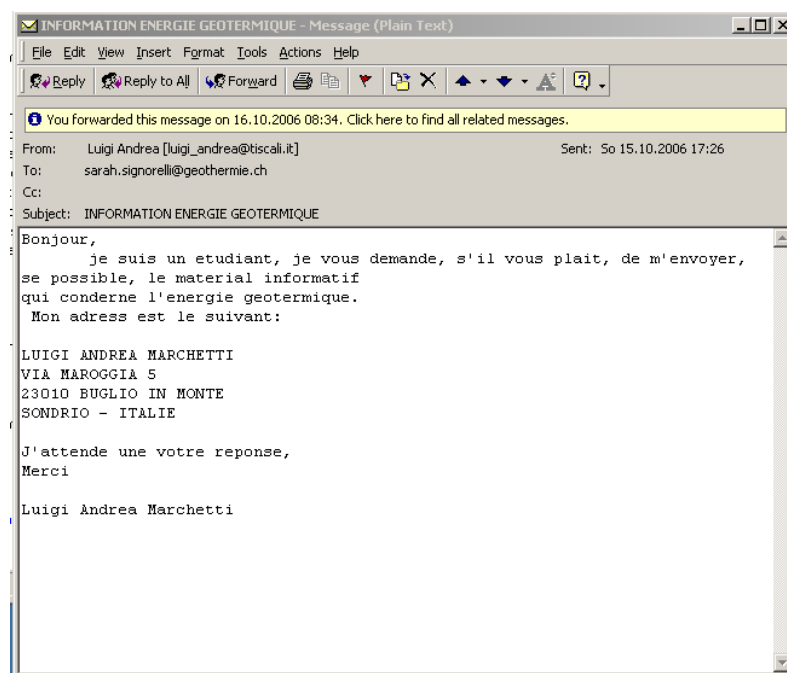 INFORMATION ENERGIE GEOTERMIQUE - Message (Plain Text)
File Edit View Insert Format Tools Actions Help
Reply Reply to All Forward
You forwarded this message on 16.10.2006 08:34. Click here to find all related messages.
From: Luigi Andrea [luigi_andrea@tiscali.it] Sent: So 15.10.2006 17:26
To: sarah.signorelli@geothermie.ch
Cc:
Subject: INFORMATION ENERGIE GEOTERMIQUE
Bonjour,
je suis un etudiant, je vous demande, s'il vous plait, de m'envoyer,
se possible, le material informatif
qui conderne l'energie geotermique.
Mon adress est le suivant:
LUIGI ANDREA MARCHETTI
VIA MAROGGIA 5
23010 BUGLIO IN MONTE
SONDRIO - ITALIE
J'attende une votre reponse,
Merci
Luigi Andrea Marchetti